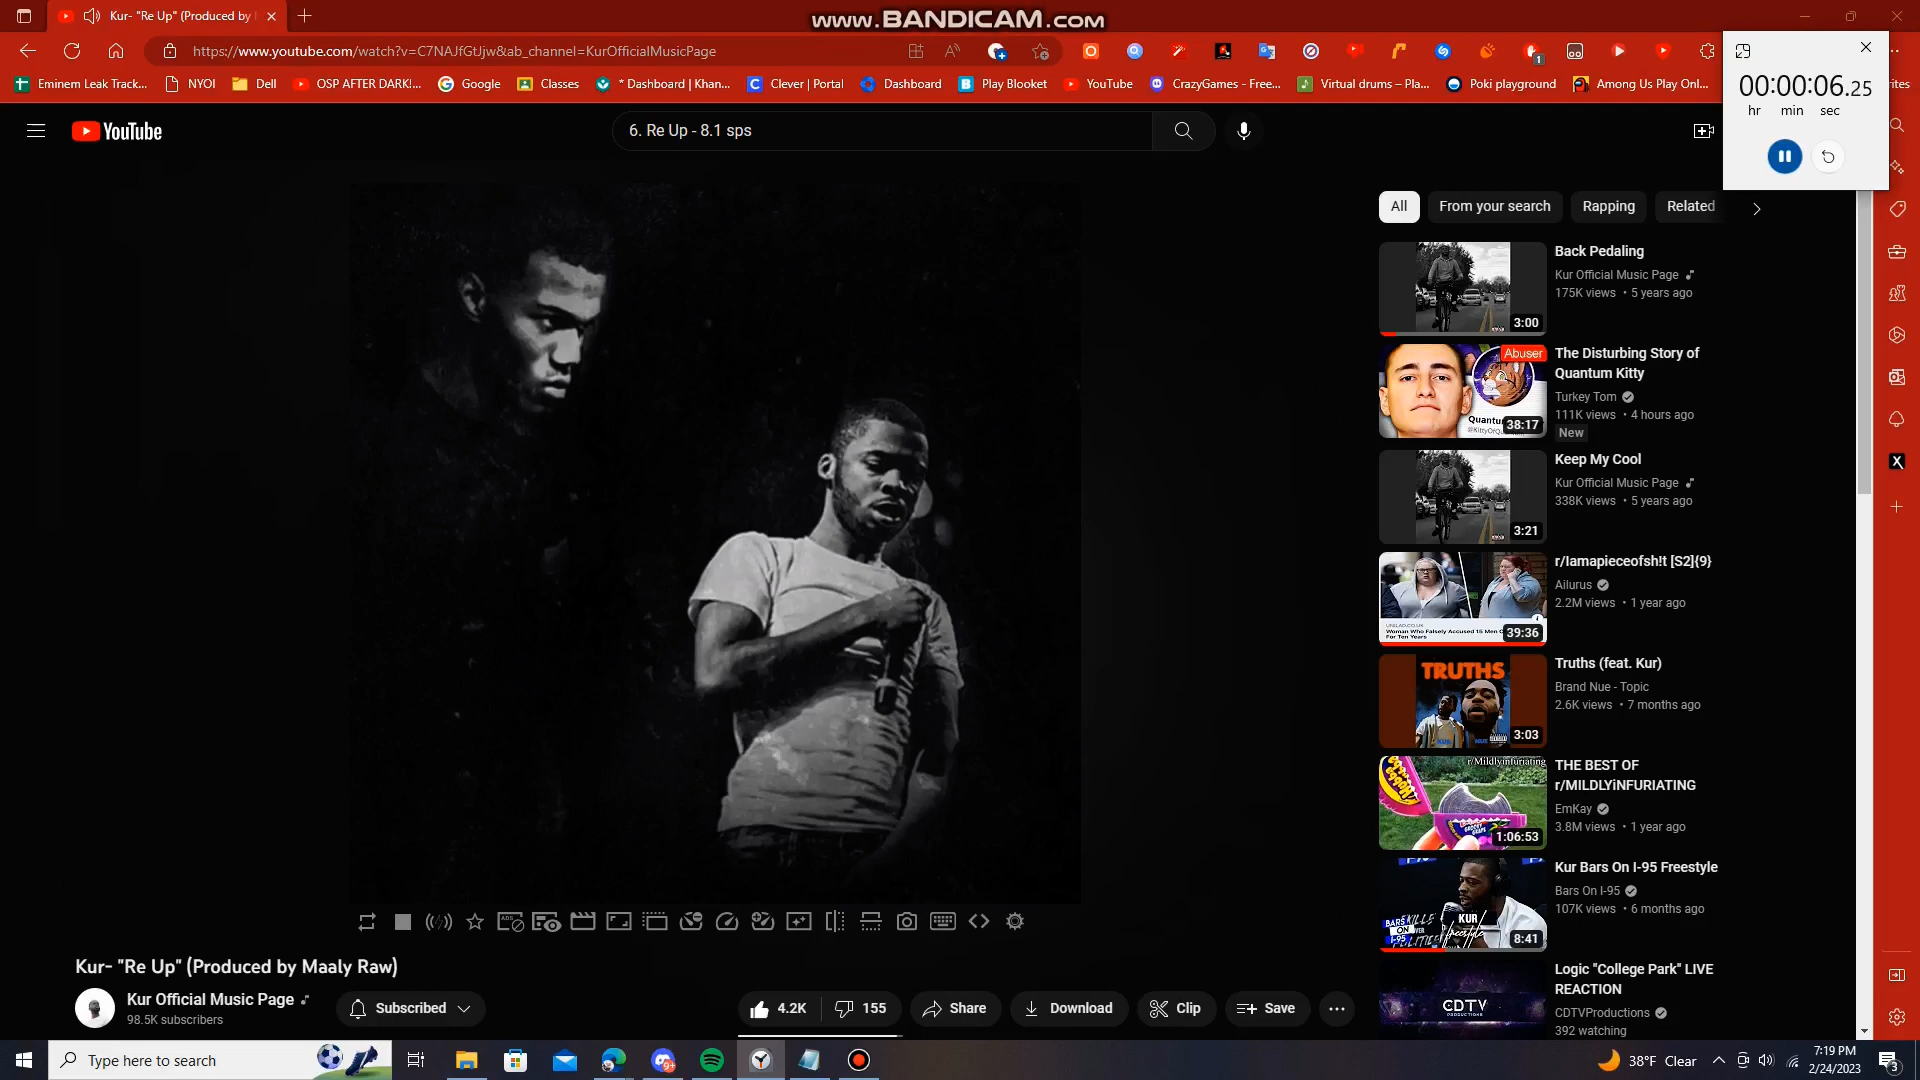 Kur- "Re Up" (Produced by
www.BANDICAM.com
https://www.youtube.com/watch?v=C7NAJfGtJjw&ab_channel=KurOfficialMusicPage
Eminem Leak Track...
NYOI
Dell
OSP AFTER DARK!...
Google
Classes
* Dashboard | Khan...
Clever | Portal
Dashboard
Play Blooket
YouTube
CrazyGames - Free...
Virtual drums – Pla...
Poki playground
Among Us Play Onl...
00:00:06.25
hr min sec
YouTube
6. Re Up - 8.1 sps
All
From your search
Rapping
Related
Back Pedaling
Kur Official Music Page
175K views • 5 years ago
3:00
Abuser
38:17
The Disturbing Story of
Quantum Kitty
Turkey Tom
111K views • 4 hours ago
New
Keep My Cool
Kur Official Music Page
338K views • 5 years ago
3:21
r/Iamapieceofsh!t [S2]{9}
Ailurus
2.2M views • 1 year ago
39:36
TRUTHS
3:03
Truths (feat. Kur)
Brand Nue - Topic
2.6K views • 7 months ago
r/Mildlyinfuriating
1:06:53
THE BEST OF
r/MILDLYiNFURIATING
EmKay
3.8M views • 1 year ago
BARS
ON
I-95
KUR
freestyle
8:41
Kur Bars On I-95 Freestyle
Bars On I-95
107K views • 6 months ago
CDTV
PRODUCTIONS
Logic "College Park" LIVE
REACTION
CDTVProductions
392 watching
Kur- "Re Up" (Produced by Maaly Raw)
Kur Official Music Page
98.5K subscribers
Subscribed
4.2K
155
Share
Download
Clip
Save
Type here to search
38°F Clear
7:19 PM
2/24/2023
3